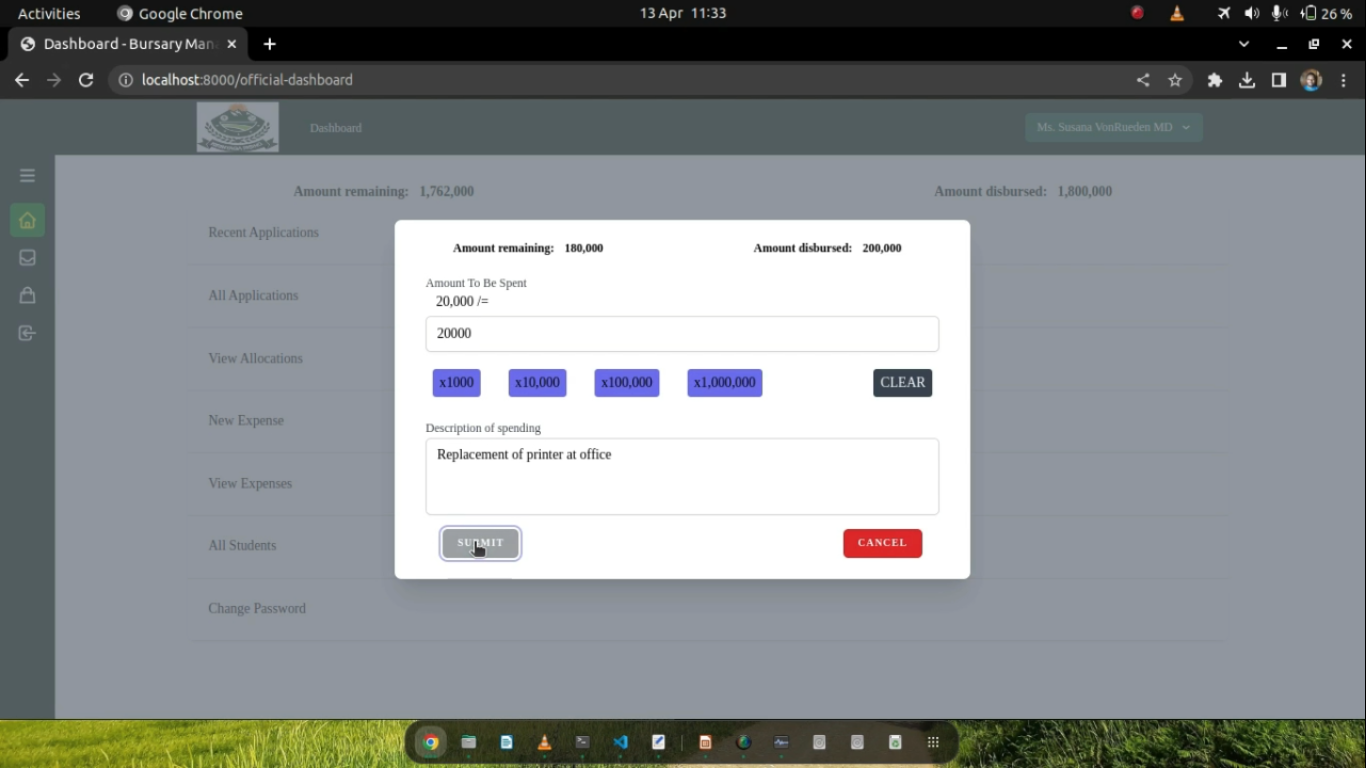 Activities Google Chrome 13 Apr 11:33 26 %
Dashboard - Bursary Man
localhost:8000/official-dashboard
Dashboard Ms. Susana VonRueden MD
Amount remaining: 1,762,000 Amount disbursed: 1,800,000
Recent Applications
All Applications
View Allocations
New Expense
View Expenses
All Students
Change Password
Amount remaining: 180,000 Amount disbursed: 200,000
Amount To Be Spent
20,000 /=
20000
x1000 x10,000 x100,000 x1,000,000 CLEAR
Description of spending
Replacement of printer at office
SUBMIT CANCEL